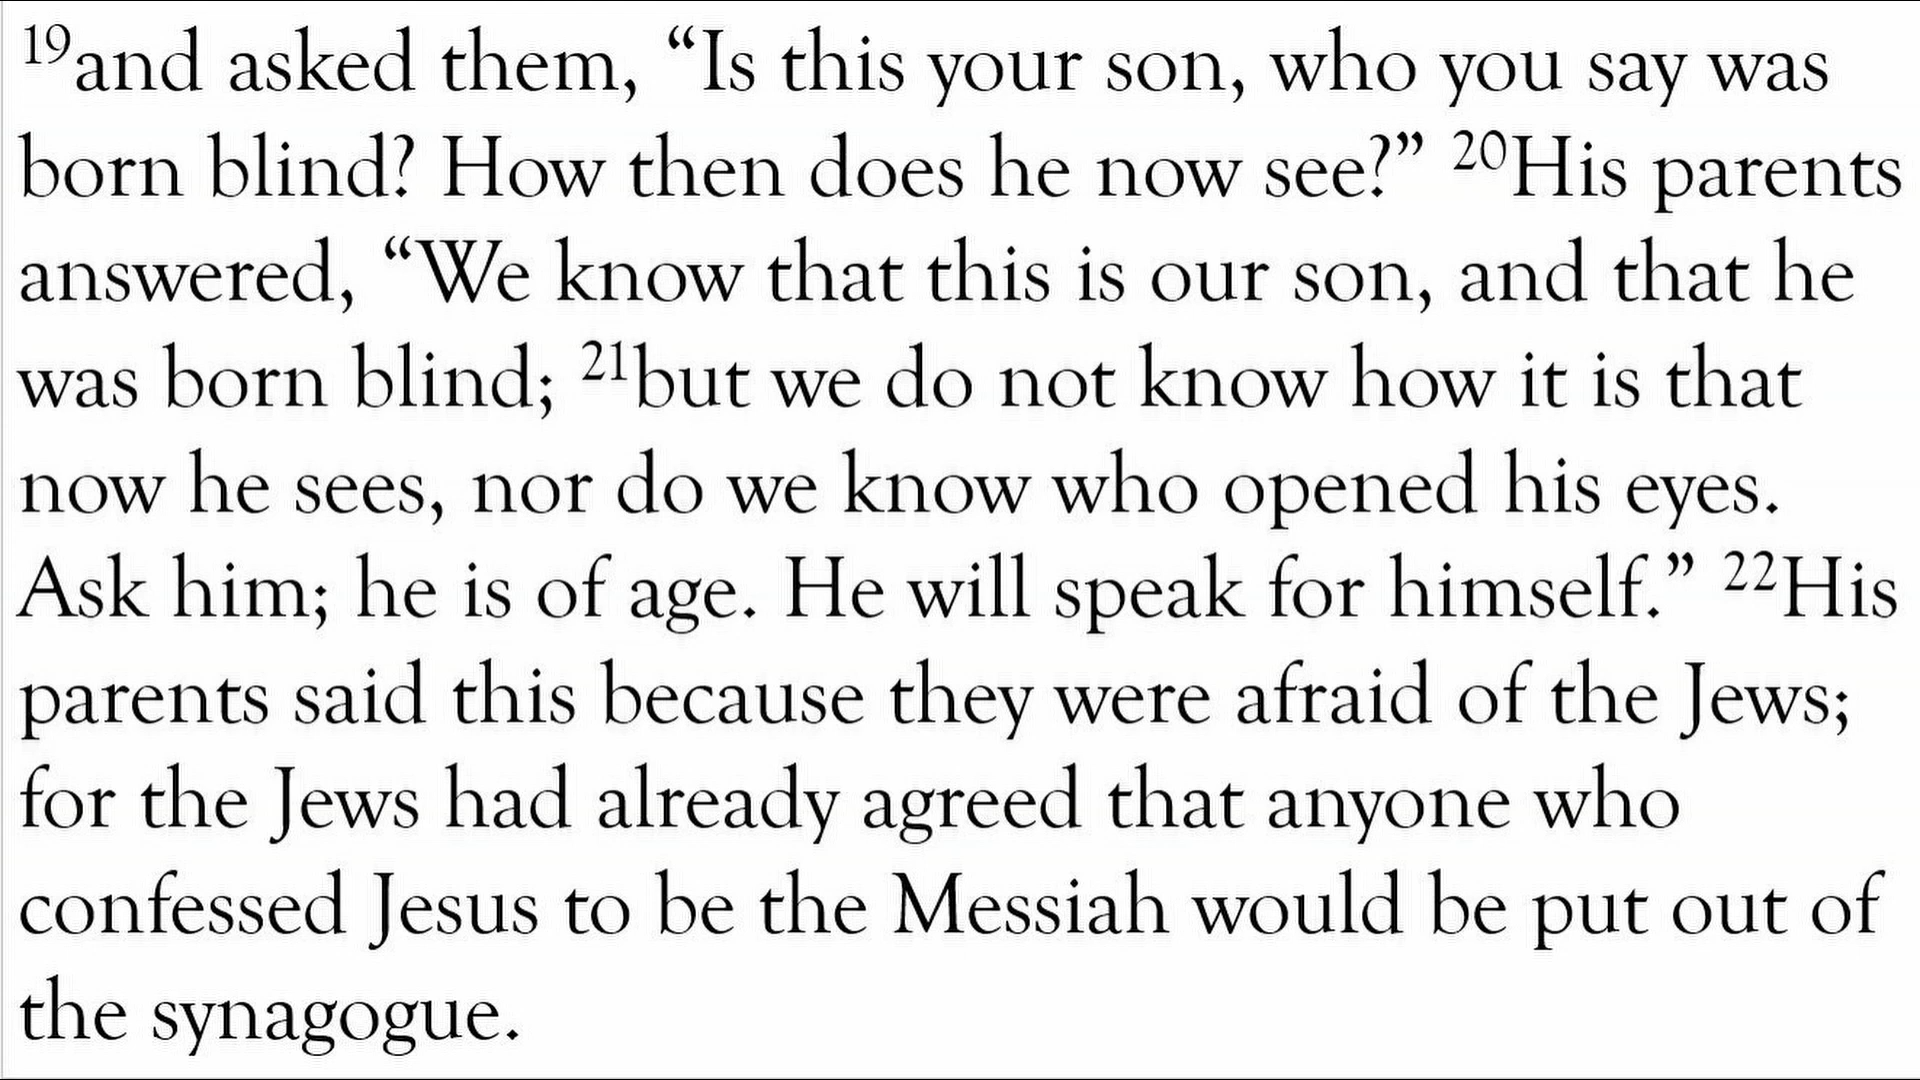 19and asked them, “Is this your son, who you say was
born blind? How then does he now see?” 20His parents
answered, “We know that this is our son, and that he
was born blind; 21but we do not know how it is that
now he sees, nor do we know who opened his eyes.
Ask him; he is of age. He will speak for himself.” 22His
parents said this because they were afraid of the Jews;
for the Jews had already agreed that anyone who
confessed Jesus to be the Messiah would be put out of
the synagogue.